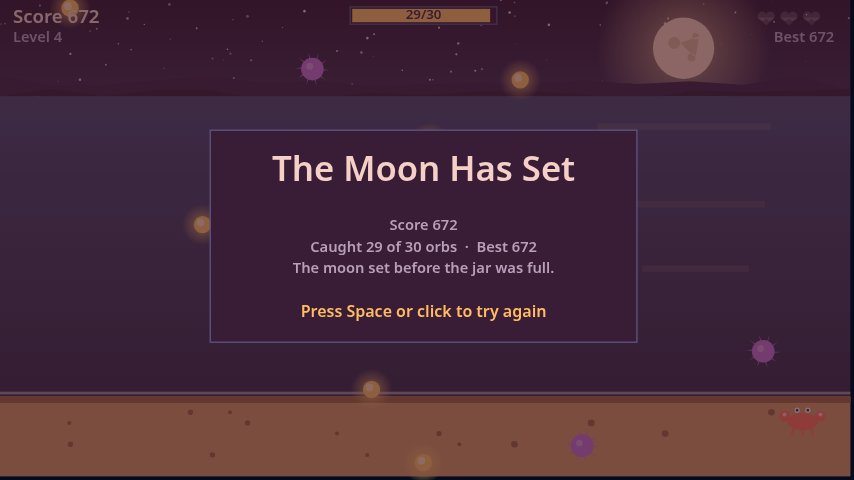 Score 672
Level 4
29/30
Best 672
The Moon Has Set
Score 672
Caught 29 of 30 orbs · Best 672
The moon set before the jar was full.
Press Space or click to try again